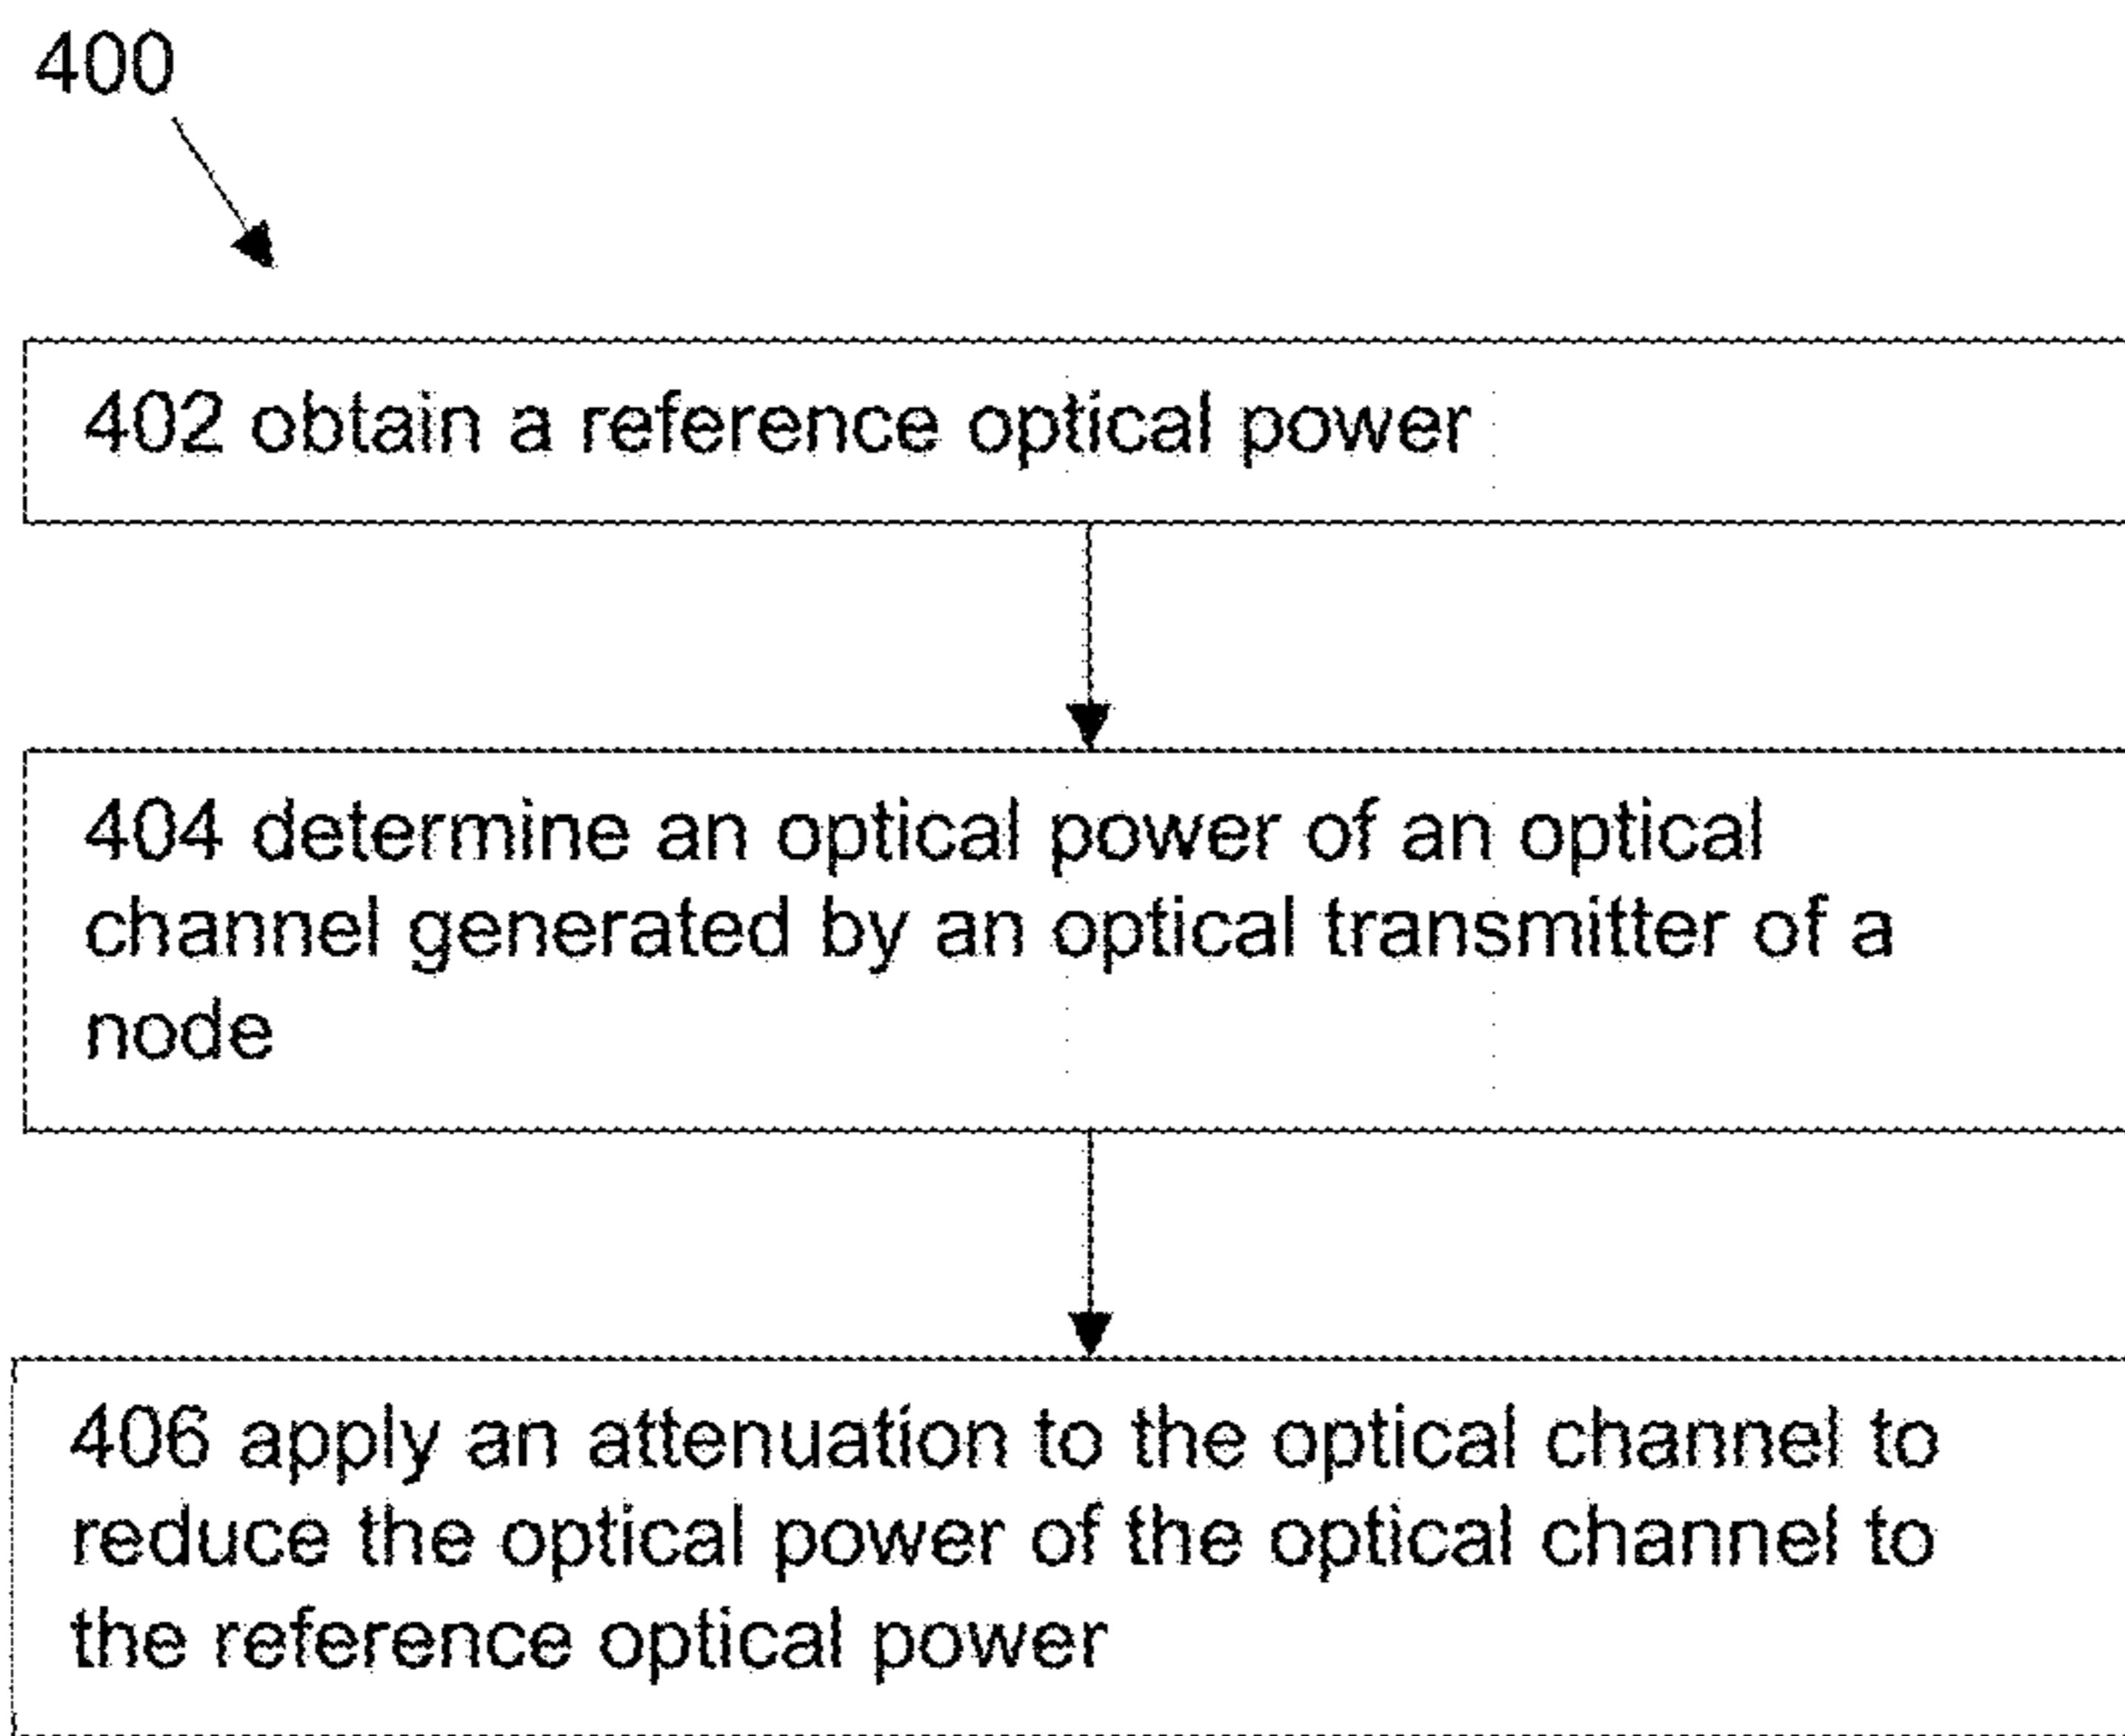 400
402 obtain a reference optical power
404 determine an optical power of an optical
channel generated by an optical transmitter of a
node
406 apply an attenuation to the optical channel to
reduce the optical power of the optical channel to
the reference optical power